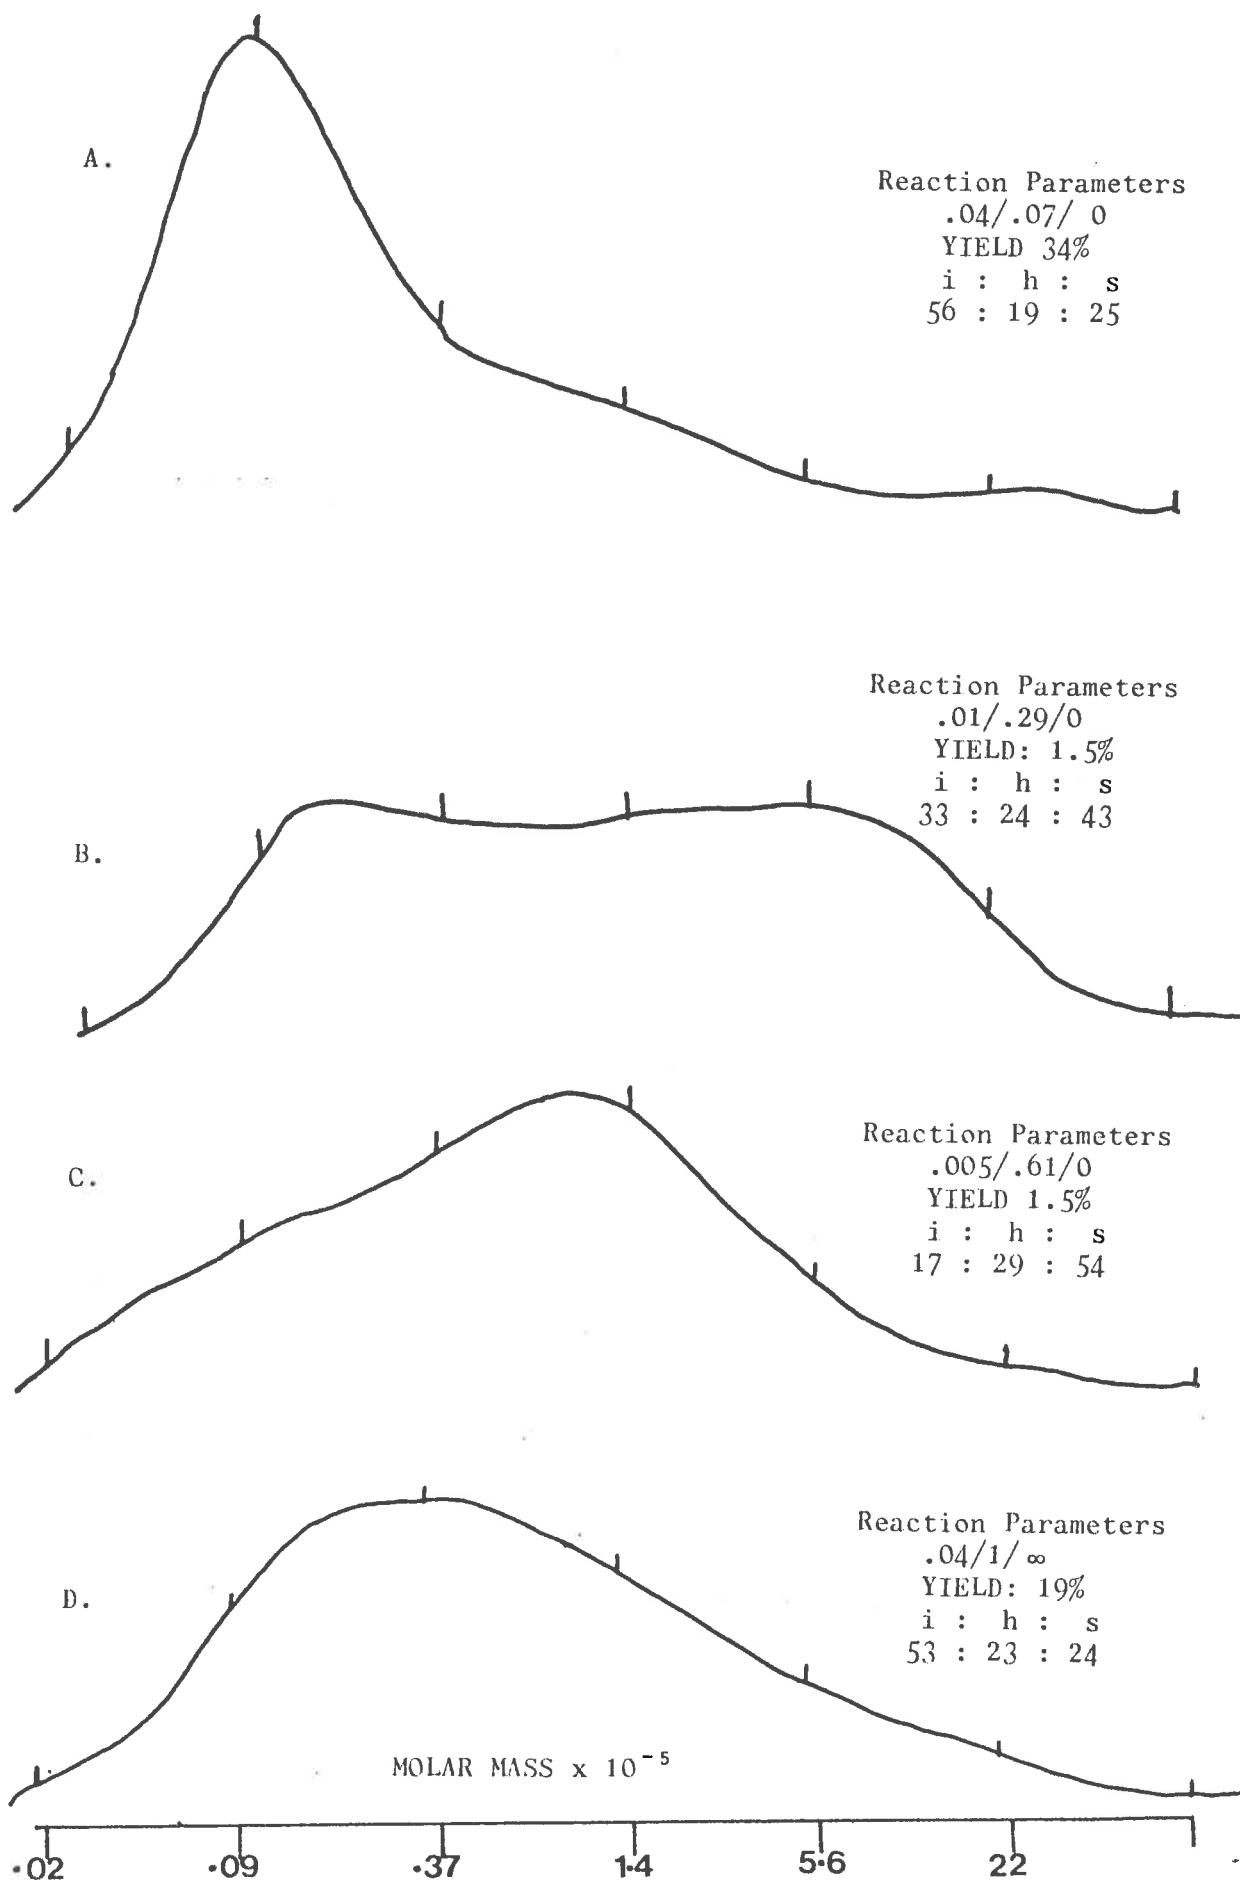 A.
Reaction Parameters
.04/.07/ 0
YIELD 34%
i : h : s
56 : 19 : 25
Reaction Parameters
.01/.29/0
YIELD: 1.5%
i : h : s
33 : 24 : 43
B.
Reaction Parameters
.005/.61/0
YIELD 1.5%
i : h : s
17 : 29 : 54
C.
Reaction Parameters
.04/1/∞
YIELD: 19%
i : h : s
53 : 23 : 24
D.
MOLAR MASS x 10⁻⁵
.02 .09 .37 1.4 5.6 22